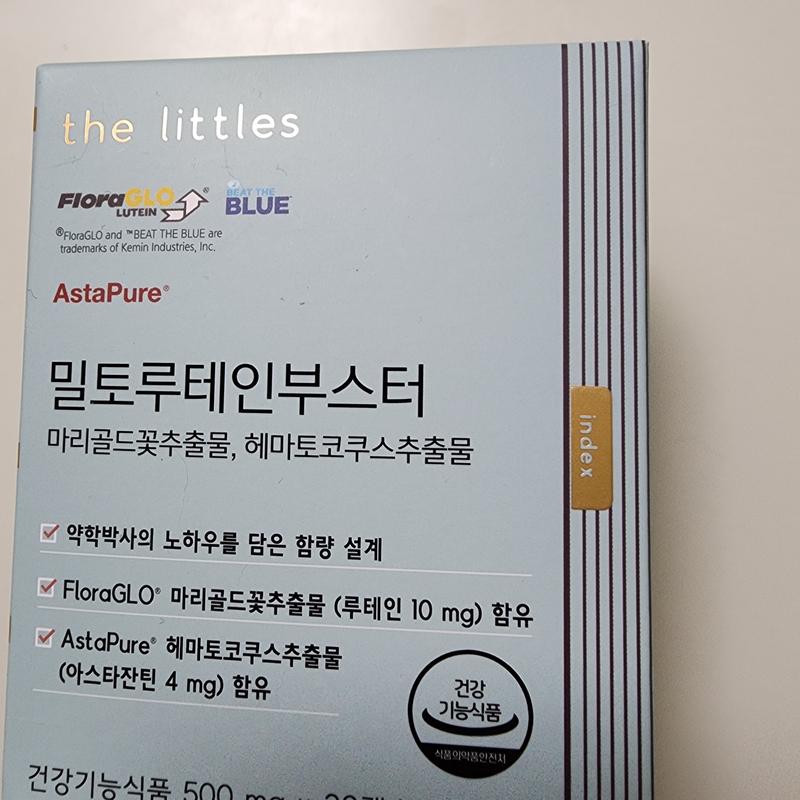 the littles
FloraGLO®
LUTEIN
BEAT THE
BLUE™
®FloraGLO and ™BEAT THE BLUE are
trademarks of Kemin Industries, Inc.
AstaPure®
밀토루테인부스터
마리골드꽃추출물, 헤마토코쿠스추출물
index
약학박사의 노하우를 담은 함량 설계
FloraGLO® 마리골드꽃추출물 (루테인 10 mg) 함유
AstaPure® 헤마토코쿠스추출물
(아스타잔틴 4 mg) 함유
건강
기능식품
식품의약품안전처
건강기능식품 500 mg x